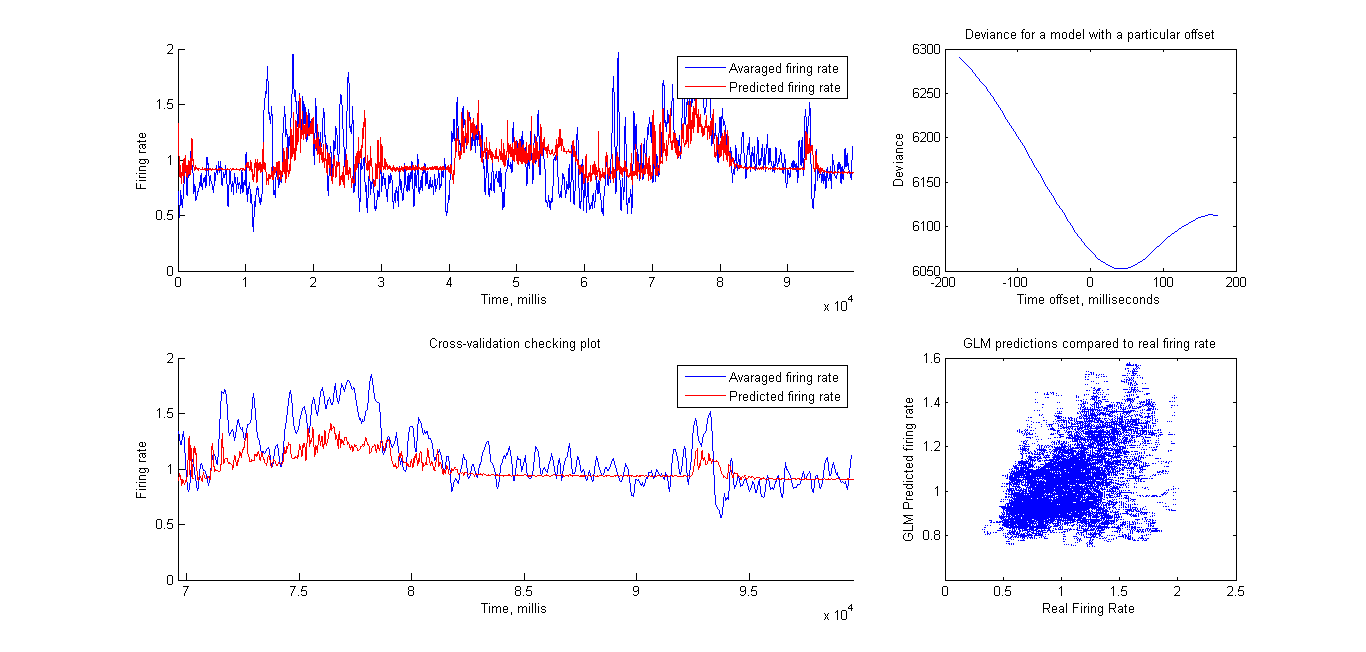 2
1.5
1
0.5
0
Firing rate
Avaraged firing rate
Predicted firing rate
0 1 2 3 4 5 6 7 8 9
Time, millis
x 10^4
Deviance for a model with a particular offset
6300
6250
6200
6150
6100
6050
Deviance
-200 -100 0 100 200
Time offset, milliseconds
Cross-validation checking plot
2
1.5
1
0.5
0
Firing rate
Avaraged firing rate
Predicted firing rate
7 7.5 8 8.5 9 9.5
Time, millis
x 10^4
GLM predictions compared to real firing rate
1.6
1.4
1.2
1
0.8
GLM Predicted firing rate
0 0.5 1 1.5 2 2.5
Real Firing Rate